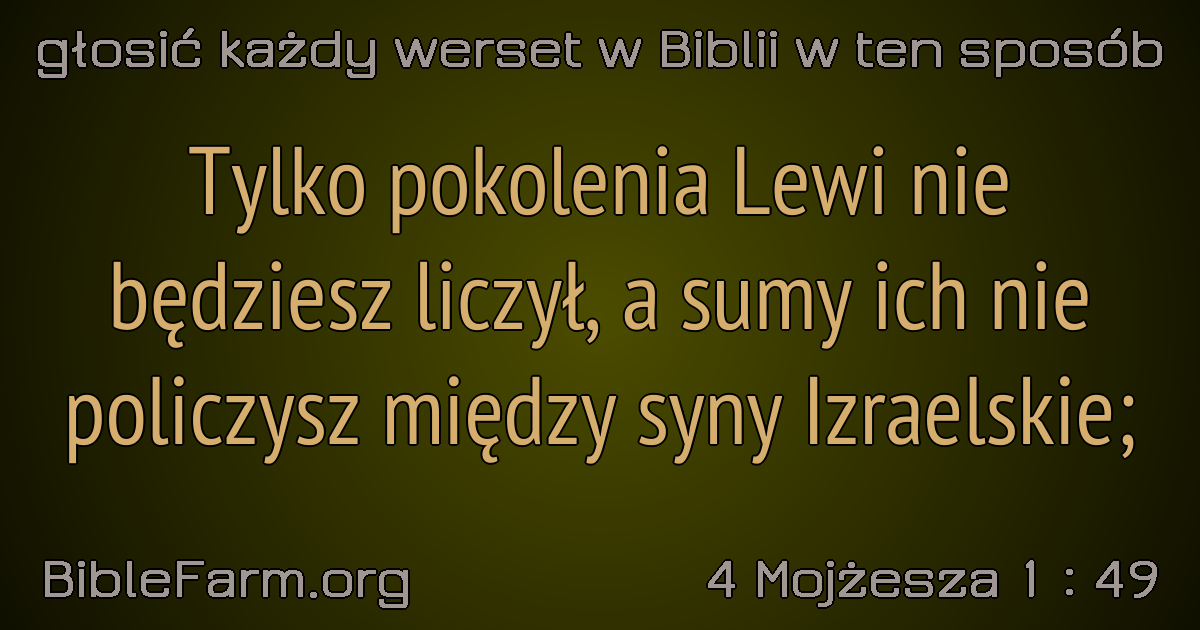 głosić każdy werset w Biblii w ten sposób
Tylko pokolenia Lewi nie
będziesz liczył, a sumy ich nie
policzysz między syny Izraelskie;
BibleFarm.org
4 Mojżesza 1 : 49